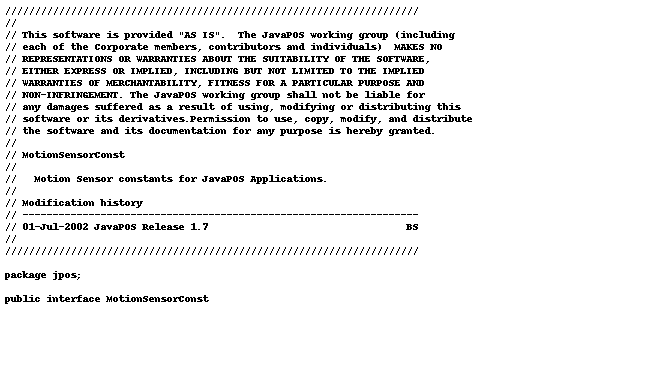 //////////////////////////////////////////////////////////////////////
//
// This software is provided "AS IS".  The JavaPOS working group (including
// each of the Corporate members, contributors and individuals)  MAKES NO
// REPRESENTATIONS OR WARRANTIES ABOUT THE SUITABILITY OF THE SOFTWARE,
// EITHER EXPRESS OR IMPLIED, INCLUDING BUT NOT LIMITED TO THE IMPLIED
// WARRANTIES OF MERCHANTABILITY, FITNESS FOR A PARTICULAR PURPOSE AND
// NON-INFRINGEMENT. The JavaPOS working group shall not be liable for
// any damages suffered as a result of using, modifying or distributing this
// software or its derivatives.Permission to use, copy, modify, and distribute
// the software and its documentation for any purpose is hereby granted.
//
// MotionSensorConst
//
//   Motion Sensor constants for JavaPOS Applications.
//
// Modification history
// ------------------------------------------------------------------
// 01-Jul-2002 JavaPOS Release 1.7                                 BS
//
//////////////////////////////////////////////////////////////////////
package jpos;
public interface MotionSensorConst